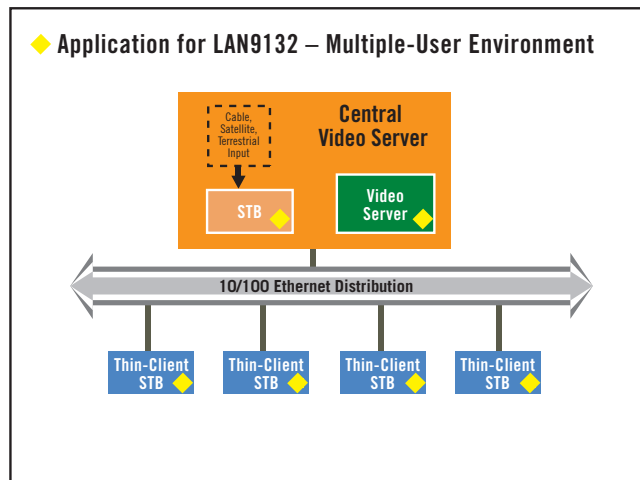 Application for LAN9132 – Multiple-User Environment
Cable,
Satellite,
Terrestrial
Input
Central
Video Server
STB
Video
Server
10/100 Ethernet Distribution
Thin-Client
STB
Thin-Client
STB
Thin-Client
STB
Thin-Client
STB